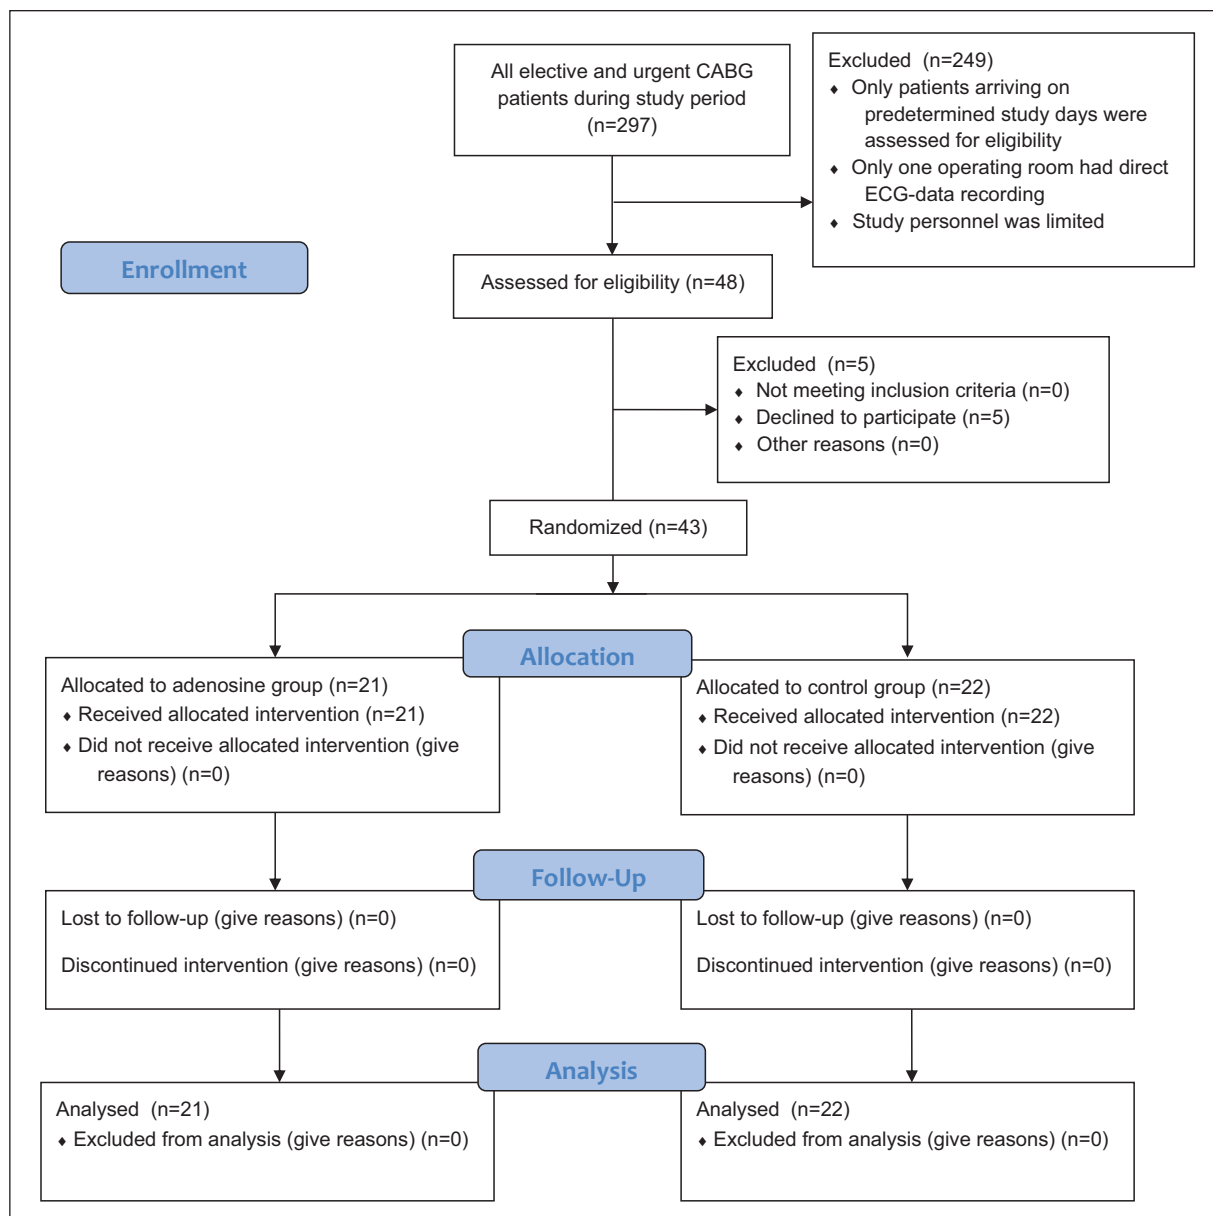 All elective and urgent CABG
patients during study period
(n=297)
Excluded (n=249)
♦ Only patients arriving on
predetermined study days were
assessed for eligibility
♦ Only one operating room had direct
ECG-data recording
♦ Study personnel was limited
Enrollment
Assessed for eligibility (n=48)
Excluded (n=5)
♦ Not meeting inclusion criteria (n=0)
♦ Declined to participate (n=5)
♦ Other reasons (n=0)
Randomized (n=43)
Allocation
Allocated to adenosine group (n=21)
♦ Received allocated intervention (n=21)
♦ Did not receive allocated intervention (give
reasons) (n=0)
Allocated to control group (n=22)
♦ Received allocated intervention (n=22)
♦ Did not receive allocated intervention (give
reasons) (n=0)
Follow-Up
Lost to follow-up (give reasons) (n=0)
Discontinued intervention (give reasons) (n=0)
Lost to follow-up (give reasons) (n=0)
Discontinued intervention (give reasons) (n=0)
Analysis
Analysed (n=21)
♦ Excluded from analysis (give reasons) (n=0)
Analysed (n=22)
♦ Excluded from analysis (give reasons) (n=0)